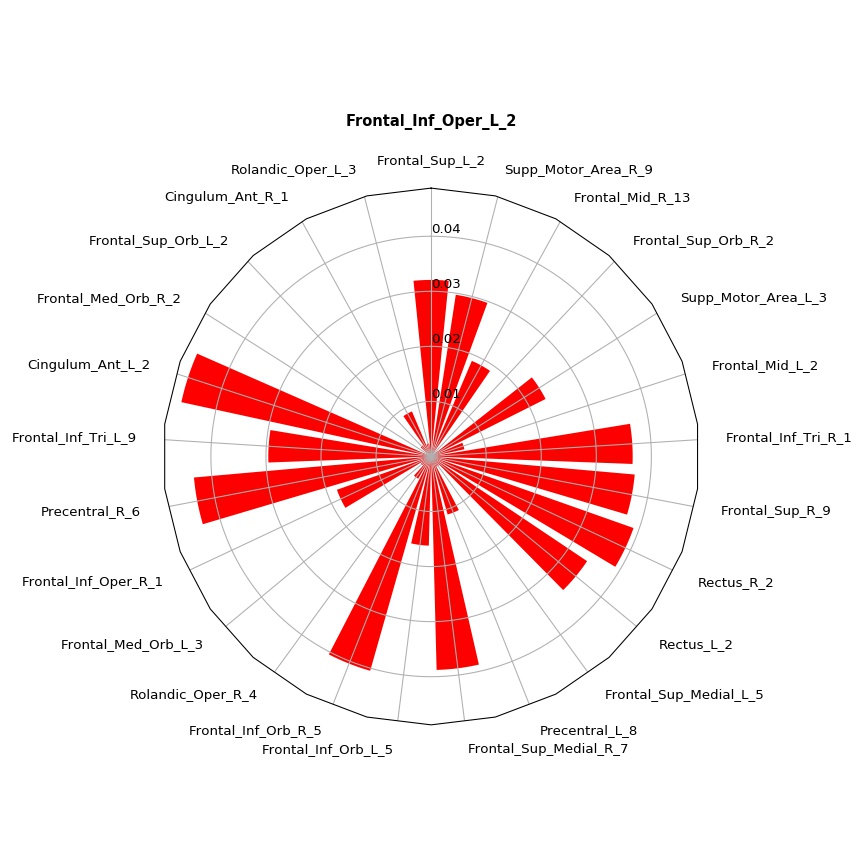 Frontal_Inf_Oper_L_2
Frontal_Sup_L_2
Rolandic_Oper_L_3
Supp_Motor_Area_R_9
Cingulum_Ant_R_1
Frontal_Mid_R_13
Frontal_Sup_Orb_L_2
Frontal_Sup_Orb_R_2
0.04
Frontal_Med_Orb_R_2
Supp_Motor_Area_L_3
0.03
0.02
Cingulum_Ant_L_2
Frontal_Mid_L_2
0.01
Frontal_Inf_Tri_L_9
Frontal_Inf_Tri_R_1
Precentral_R_6
Frontal_Sup_R_9
Frontal_Inf_Oper_R_1
Rectus_R_2
Frontal_Med_Orb_L_3
Rectus_L_2
Rolandic_Oper_R_4
Frontal_Sup_Medial_L_5
Frontal_Inf_Orb_R_5
Precentral_L_8
Frontal_Inf_Orb_L_5
Frontal_Sup_Medial_R_7